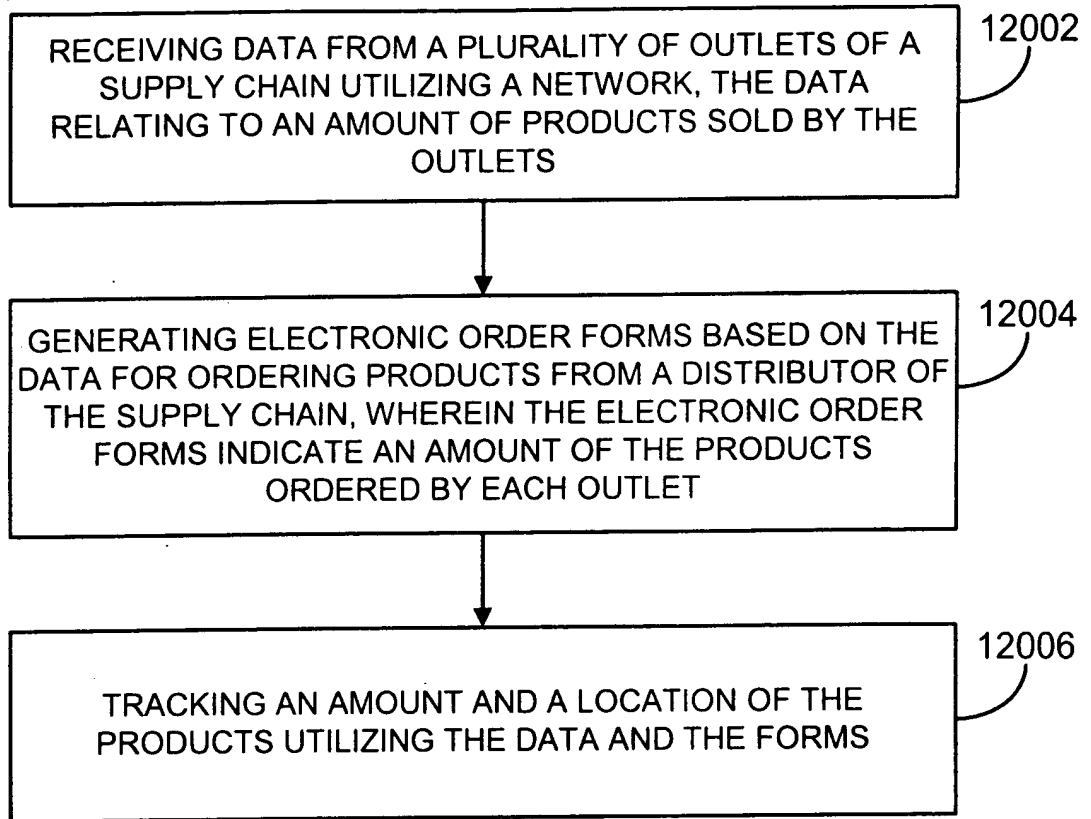 RECEIVING DATA FROM A PLURALITY OF OUTLETS OF A
SUPPLY CHAIN UTILIZING A NETWORK, THE DATA
RELATING TO AN AMOUNT OF PRODUCTS SOLD BY THE
OUTLETS
12002
GENERATING ELECTRONIC ORDER FORMS BASED ON THE
DATA FOR ORDERING PRODUCTS FROM A DISTRIBUTOR OF
THE SUPPLY CHAIN, WHEREIN THE ELECTRONIC ORDER
FORMS INDICATE AN AMOUNT OF THE PRODUCTS
ORDERED BY EACH OUTLET
12004
TRACKING AN AMOUNT AND A LOCATION OF THE
PRODUCTS UTILIZING THE DATA AND THE FORMS
12006